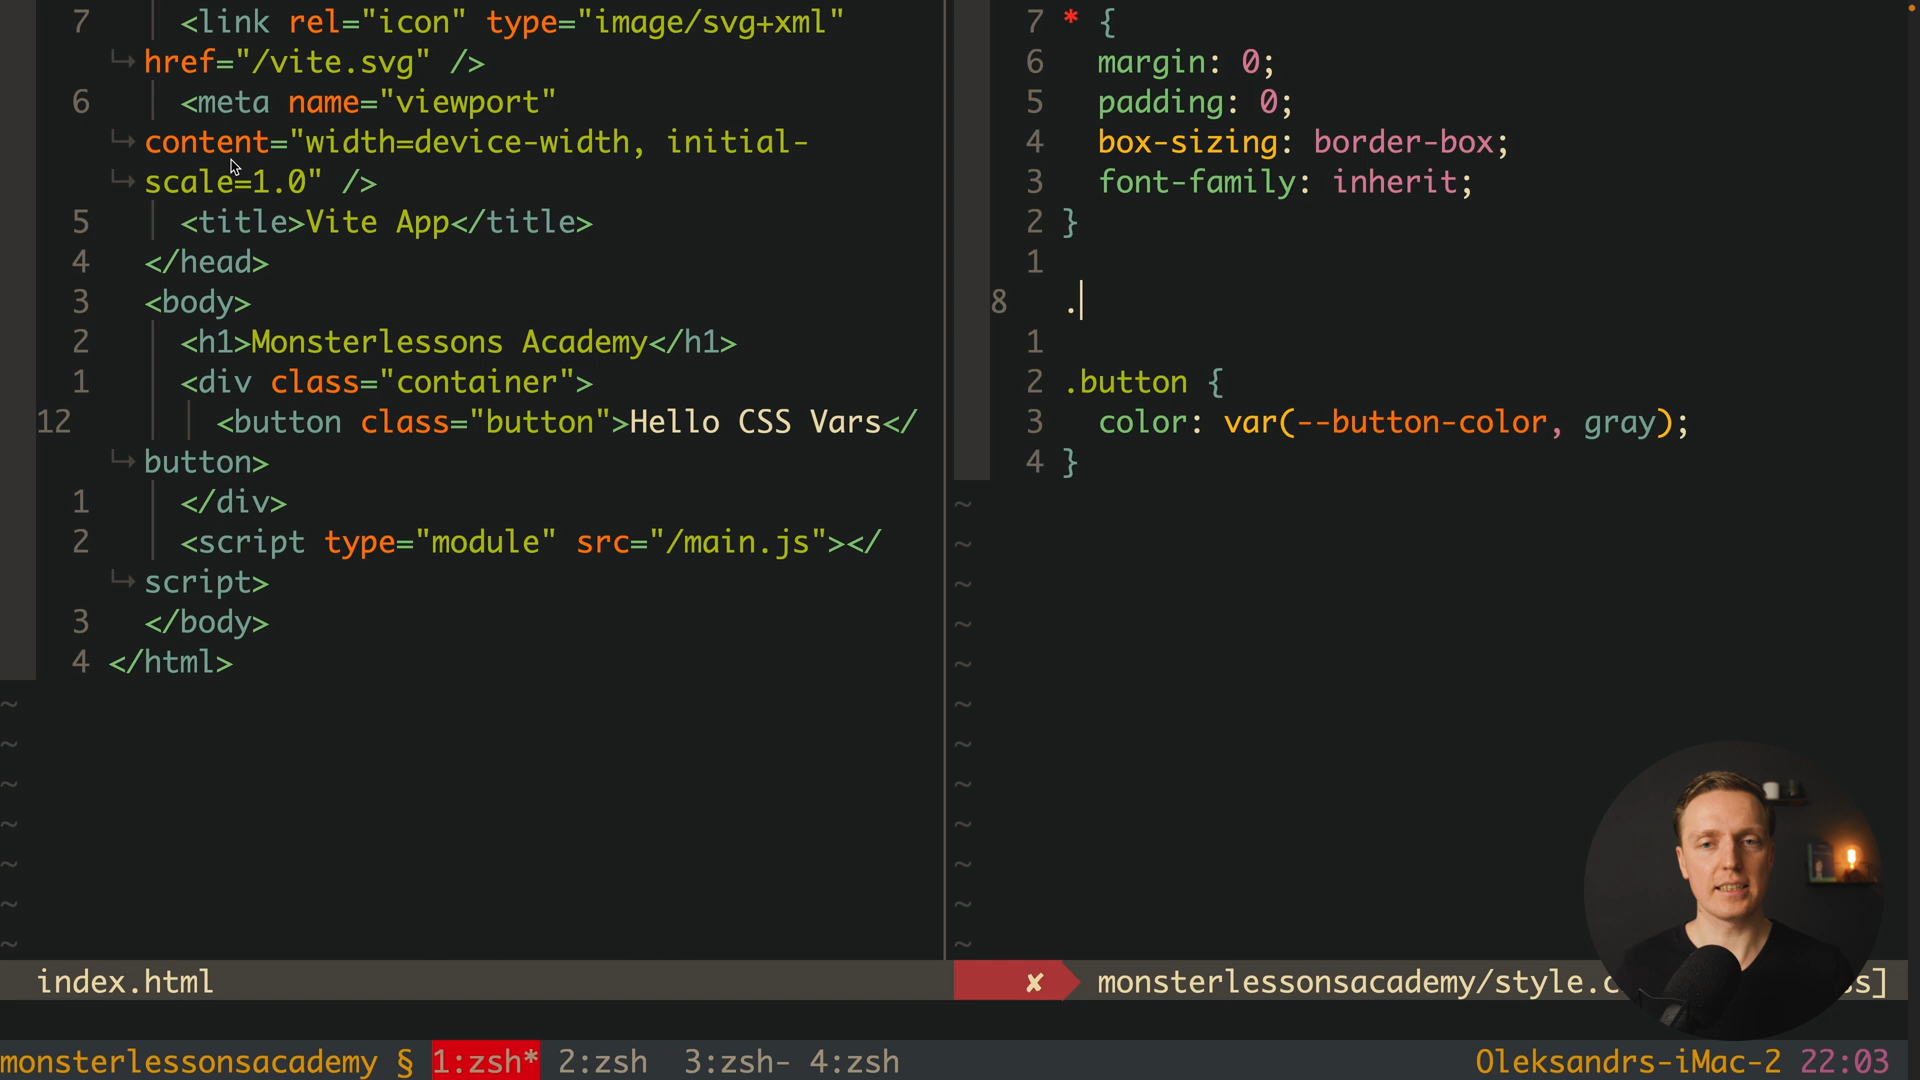 7 <link rel="icon" type="image/svg+xml"
href="/vite.svg" />
6 <meta name="viewport"
content="width=device-width, initial-
scale=1.0" />
5 <title>Vite App</title>
4 </head>
3 <body>
2 <h1>Monsterlessons Academy</h1>
1 <div class="container">
12 <button class="button">Hello CSS Vars</
button>
1 </div>
2 <script type="module" src="/main.js"></
script>
3 </body>
4 </html>
~
~
~
~
~
~
~
index.html
7 * {
6 margin: 0;
5 padding: 0;
4 box-sizing: border-box;
3 font-family: inherit;
2 }
1
8 .
1
2 .button {
3 color: var(--button-color, gray);
4 }
~
~
~
~
~
~
~
~
~
~
~
~
✘ monsterlessonsacademy/style.c
monsterlessonsacademy § 1:zsh* 2:zsh 3:zsh- 4:zsh
Oleksandrs-iMac-2 22:03